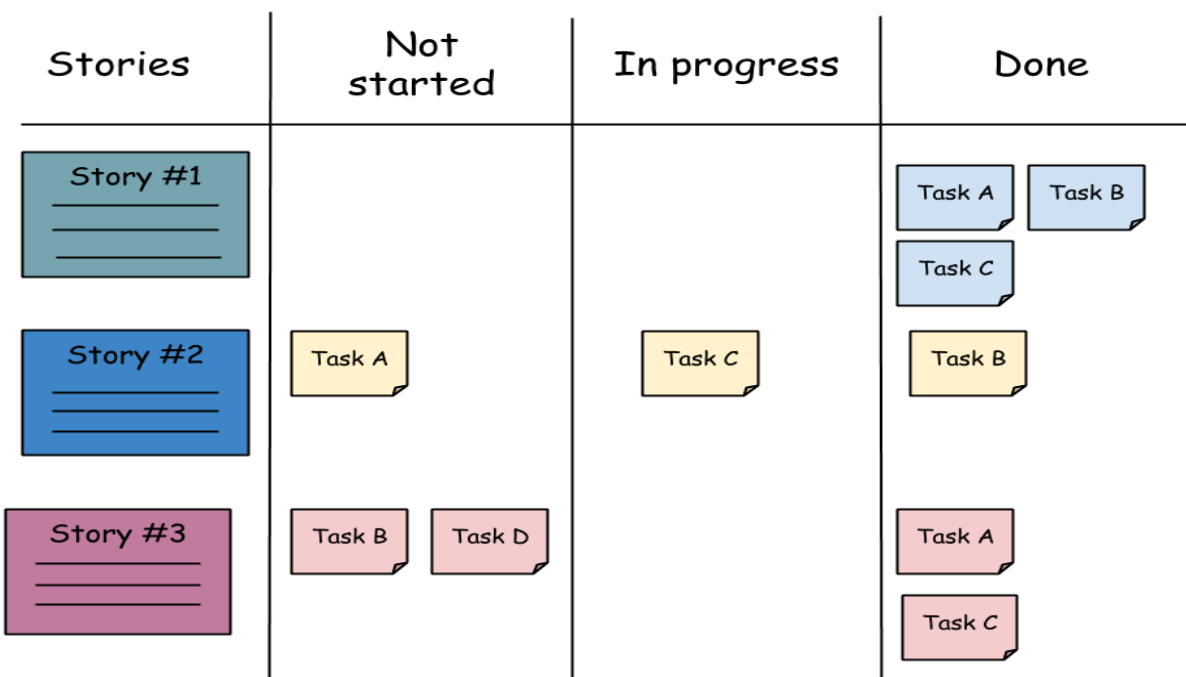 Stories
Not
started
In progress
Done
Story #1
Task A
Task B
Task C
Story #2
Task A
Task C
Task B
Story #3
Task B
Task D
Task A
Task C